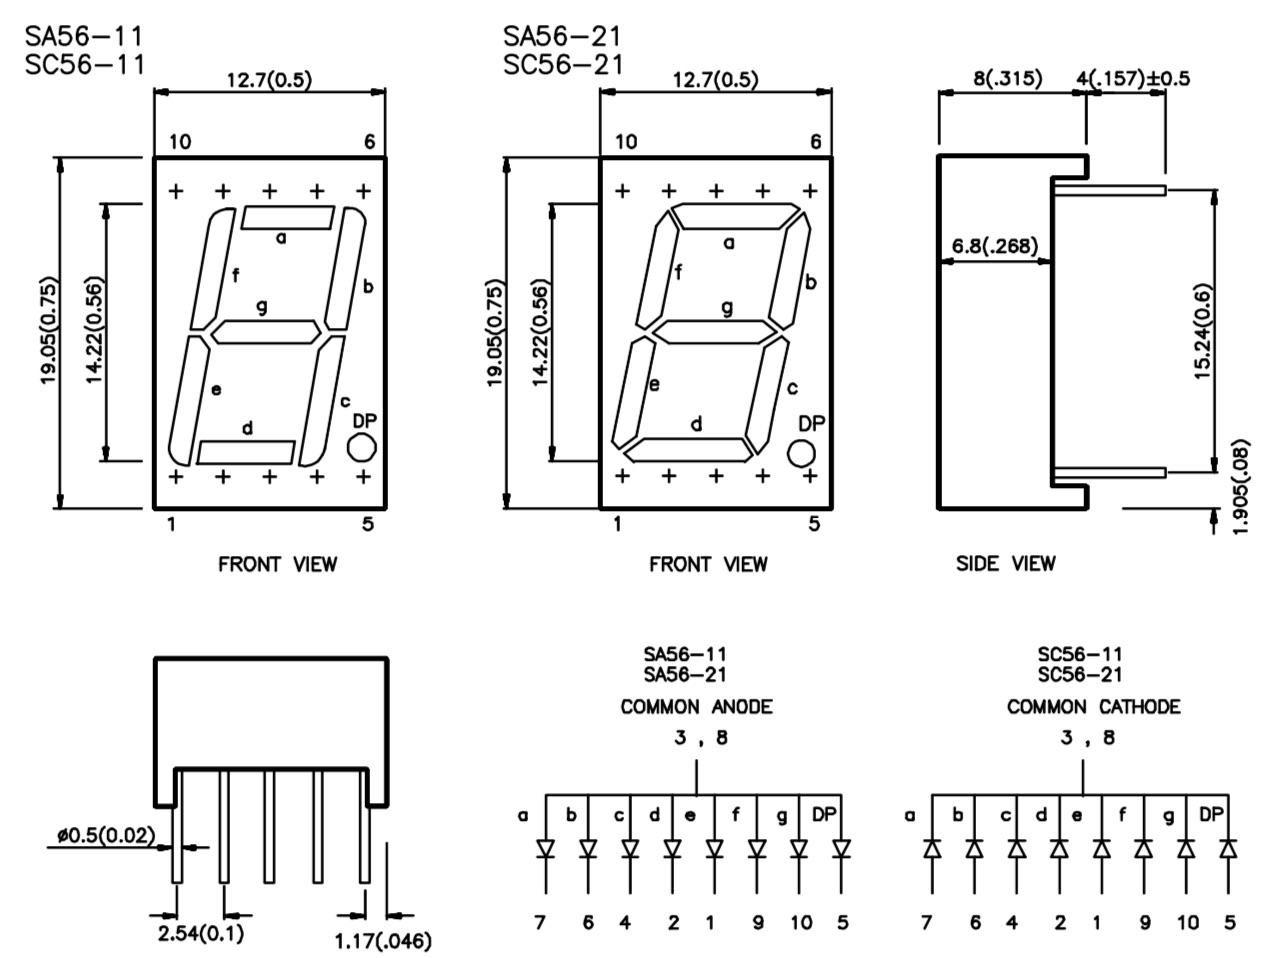 SA56-11
SC56-11
12.7(0.5)
10 6
19.05(0.75)
14.22(0.56)
a
f
b
g
e
c
d
DP
1 5
FRONT VIEW
SA56-21
SC56-21
12.7(0.5)
10 6
19.05(0.75)
14.22(0.56)
a
f
b
g
e
c
d
DP
1 5
FRONT VIEW
8(.315) 4(.157)±0.5
6.8(.268)
15.24(0.6)
1.905(.08)
SIDE VIEW
ø0.5(0.02)
2.54(0.1)
1.17(.046)
SA56-11
SA56-21
COMMON ANODE
3 , 8
a b c d e f g DP
7 6 4 2 1 9 10 5
SC56-11
SC56-21
COMMON CATHODE
3 , 8
a b c d e f g DP
7 6 4 2 1 9 10 5